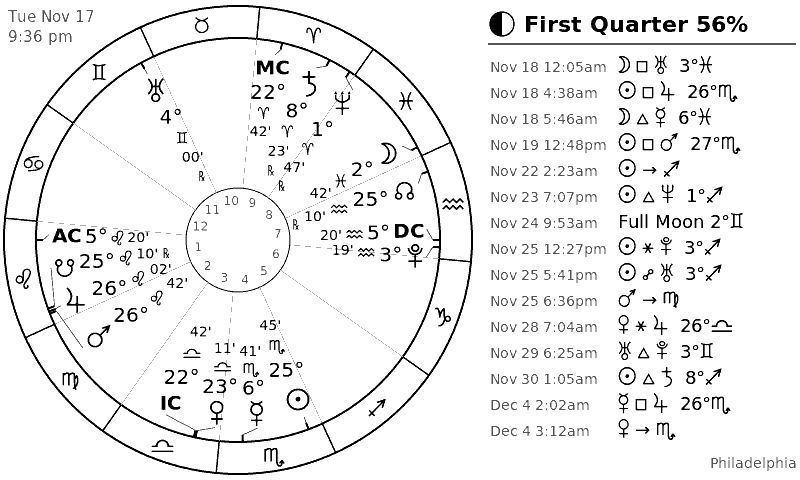 Tue Nov 17
9:36 pm
First Quarter 56%
Nov 18 12:05am ☽ □ ♅ 3°♓
Nov 18 4:38am ☉ □ ♃ 26°♏
Nov 18 5:46am ☽ △ ☿ 6°♓
Nov 19 12:48pm ☉ □ ♂ 27°♏
Nov 22 2:23am ☉ → ♐
Nov 23 7:07pm ☉ △ ♆ 1°♐
Nov 24 9:53am Full Moon 2°♊
Nov 25 12:27pm ☉ ⚹ ⯓ 3°♐
Nov 25 5:41pm ☉ ☍ ♅ 3°♐
Nov 25 6:36pm ♂ → ♍
Nov 28 7:04am ♀ ⚹ ♃ 26°♎
Nov 29 6:25am ♅ △ ⯓ 3°♊
Nov 30 1:05am ☉ △ ♄ 8°♐
Dec 4 2:02am ☿ □ ♃ 26°♏
Dec 4 3:12am ♀ → ♏
Philadelphia
♉
♈
♓
♒
♑
♐
♏
♎
♍
♌
♋
♊
MC 22° ♈ 42'
♄ 8° ♈ 23' ℞
♆ 1° ♈ 47' ℞
☽ 2° ♓ 42'
☊ 25° ♒ 10' ℞
DC 5° ♒ 20'
⯓ 3° ♒ 19'
☉ 25° ♏ 45'
☿ 6° ♏ 41'
♀ 23° ♎ 11'
IC 22° ♎ 42'
♂ 26° ♌ 42'
♃ 26° ♌ 02'
☋ 25° ♌ 10' ℞
AC 5° ♌ 20'
♅ 4° ♊ 00' ℞
1
2
3
4
5
6
7
8
9
10
11
12